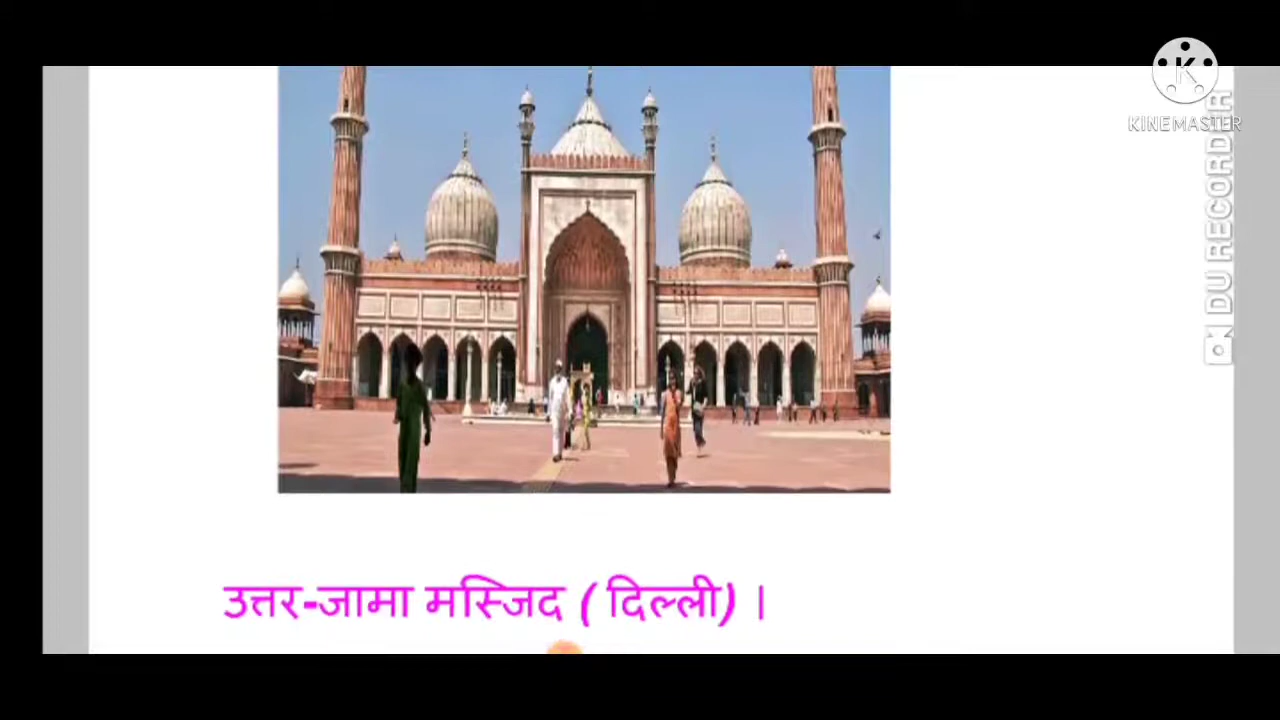 KINEMASTER
DU RECORDER
उत्तर-जामा मस्जिद ( दिल्ली) ।